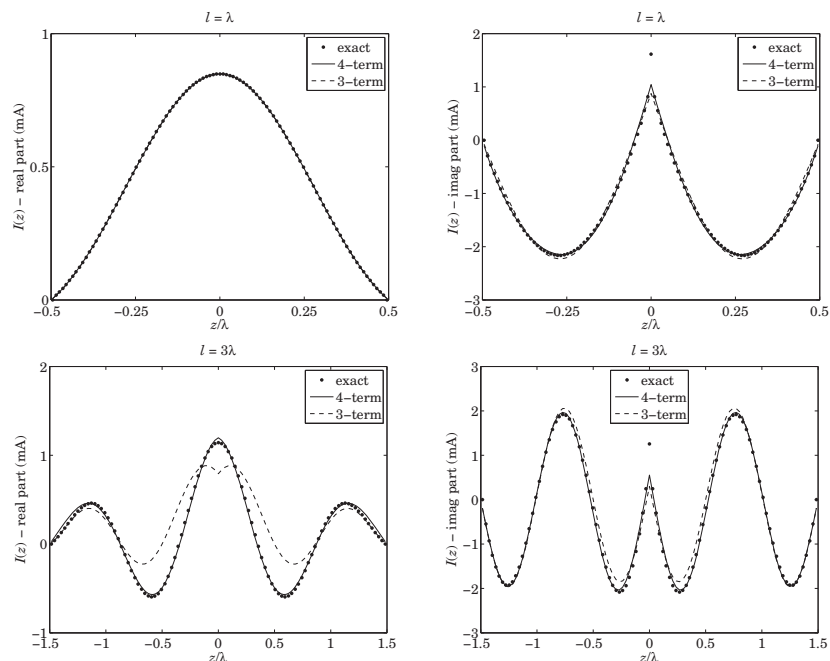 l = λ
exact
4−term
3−term
I(z) − real part (mA)
1
0.5
0
−0.5
−0.25
0
0.25
0.5
z/λ
l = λ
exact
4−term
3−term
I(z) − imag part (mA)
2
1
0
−1
−2
−3
−0.5
−0.25
0
0.25
0.5
z/λ
l = 3λ
exact
4−term
3−term
I(z) − real part (mA)
2
1
0
−1
−1.5
−1
−0.5
0
0.5
1
1.5
z/λ
l = 3λ
exact
4−term
3−term
I(z) − imag part (mA)
3
2
1
0
−1
−2
−3
−1.5
−1
−0.5
0
0.5
1
1.5
z/λ